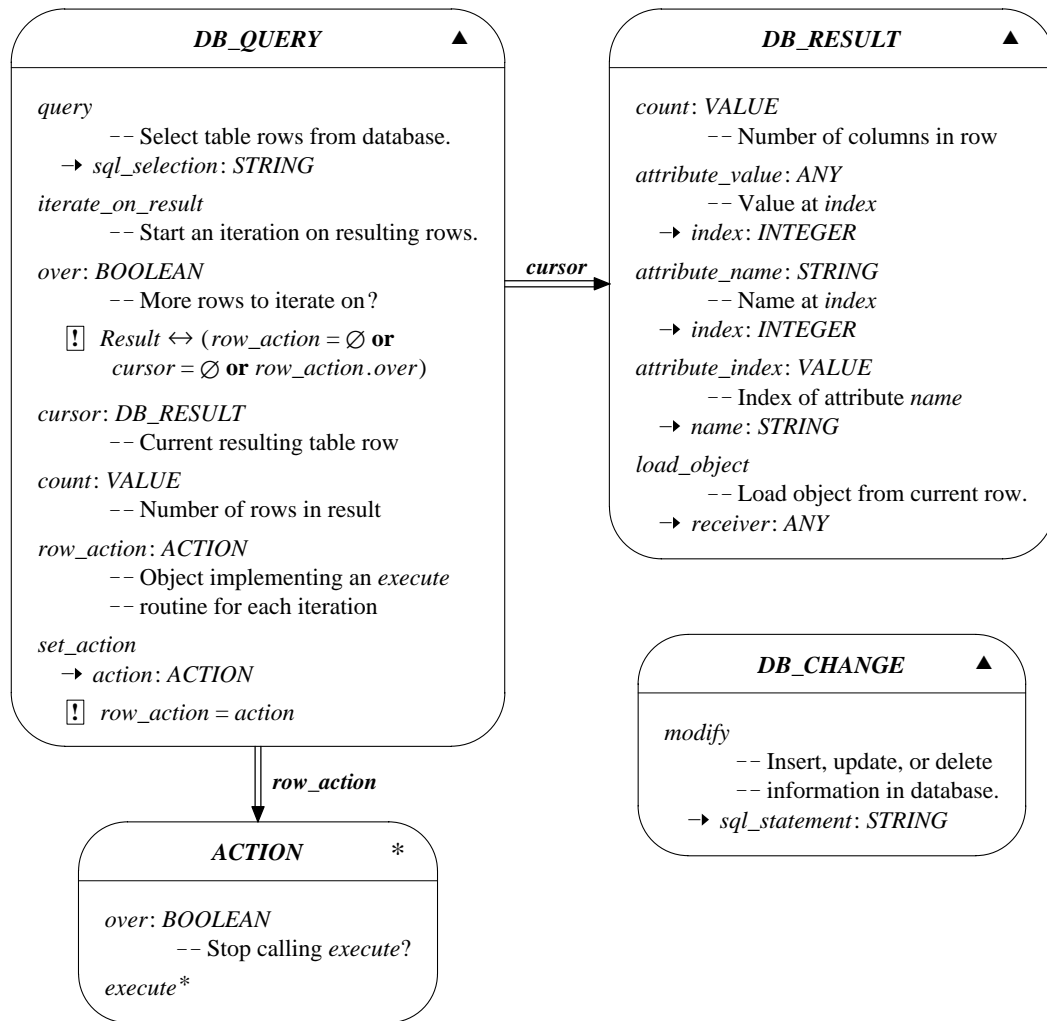 DB_QUERY ▲
query
-- Select table rows from database.
→ sql_selection: STRING
iterate_on_result
-- Start an iteration on resulting rows.
over: BOOLEAN
-- More rows to iterate on?
! Result ↔ (row_action = ∅ or
cursor = ∅ or row_action.over)
cursor: DB_RESULT
-- Current resulting table row
count: VALUE
-- Number of rows in result
row_action: ACTION
-- Object implementing an execute
-- routine for each iteration
set_action
→ action: ACTION
! row_action = action
cursor
DB_RESULT ▲
count: VALUE
-- Number of columns in row
attribute_value: ANY
-- Value at index
→ index: INTEGER
attribute_name: STRING
-- Name at index
→ index: INTEGER
attribute_index: VALUE
-- Index of attribute name
→ name: STRING
load_object
-- Load object from current row.
→ receiver: ANY
row_action
ACTION *
over: BOOLEAN
-- Stop calling execute?
execute*
DB_CHANGE ▲
modify
-- Insert, update, or delete
-- information in database.
→ sql_statement: STRING